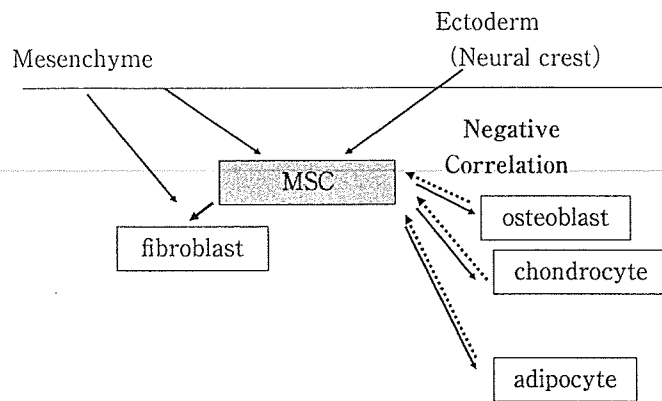 Ectoderm
Mesenchyme
(Neural crest)
Negative
Correlation
MSC
osteoblast
fibroblast
chondrocyte
adipocyte